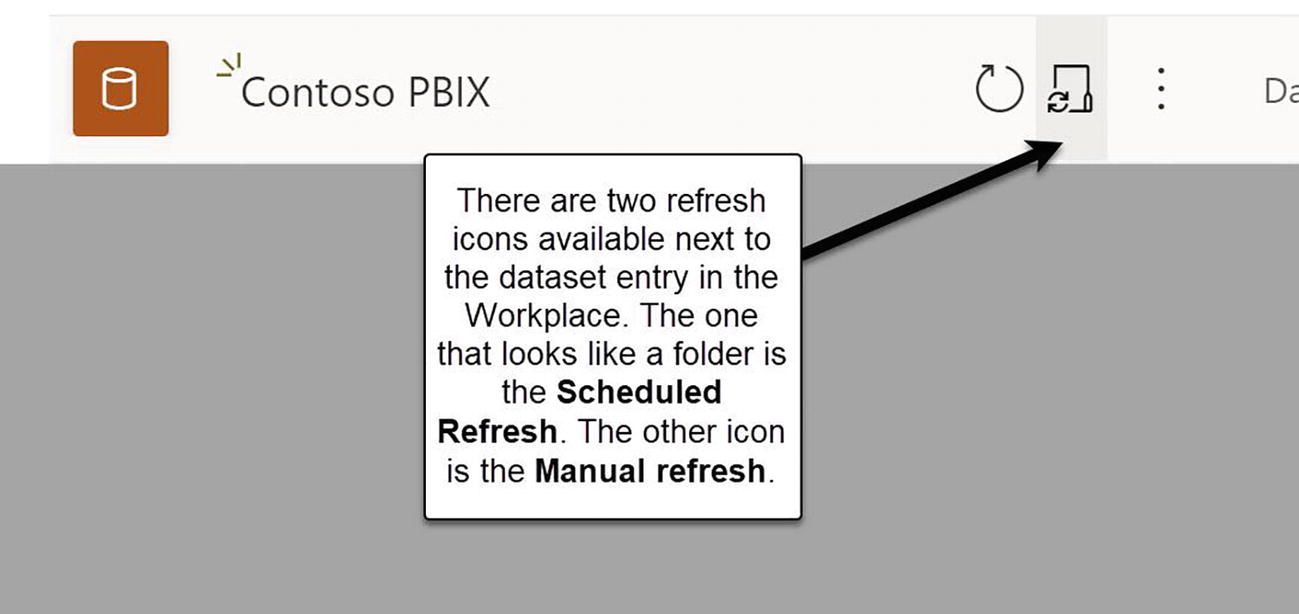 Contoso PBIX
Da
There are two refresh
icons available next to
the dataset entry in the
Workplace. The one
that looks like a folder is
the Scheduled
Refresh. The other icon
is the Manual refresh.